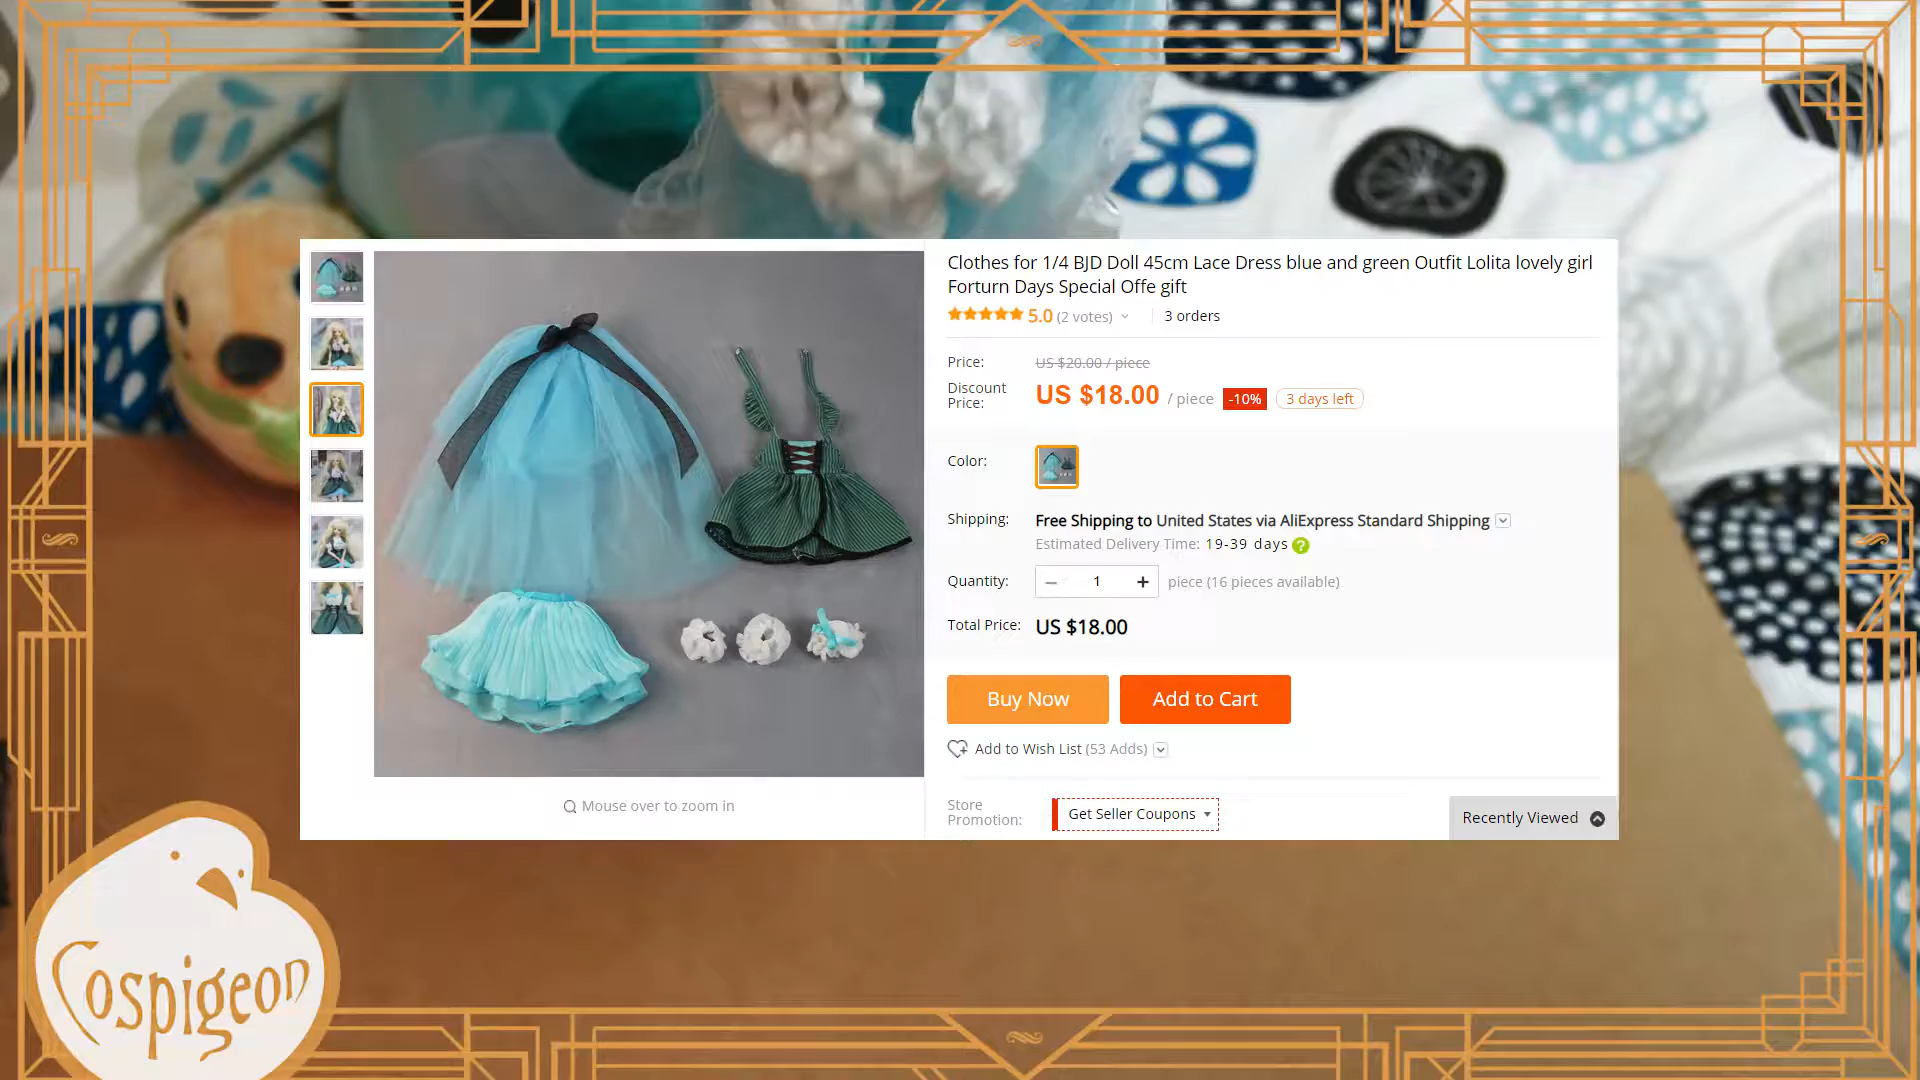 Clothes for 1/4 BJD Doll 45cm Lace Dress blue and green Outfit Lolita lovely girl
Forturn Days Special Offe gift
5.0 (2 votes)
3 orders
Price:
US $20.00 / piece
Discount
Price:
US $18.00 / piece
-10%
3 days left
Color:
Shipping:
Free Shipping to United States via AliExpress Standard Shipping
Estimated Delivery Time: 19-39 days ?
Quantity:
1
piece (16 pieces available)
Total Price:
US $18.00
Buy Now
Add to Cart
Add to Wish List (53 Adds)
Mouse over to zoom in
Store
Promotion:
Get Seller Coupons
Recently Viewed
Cospigeon